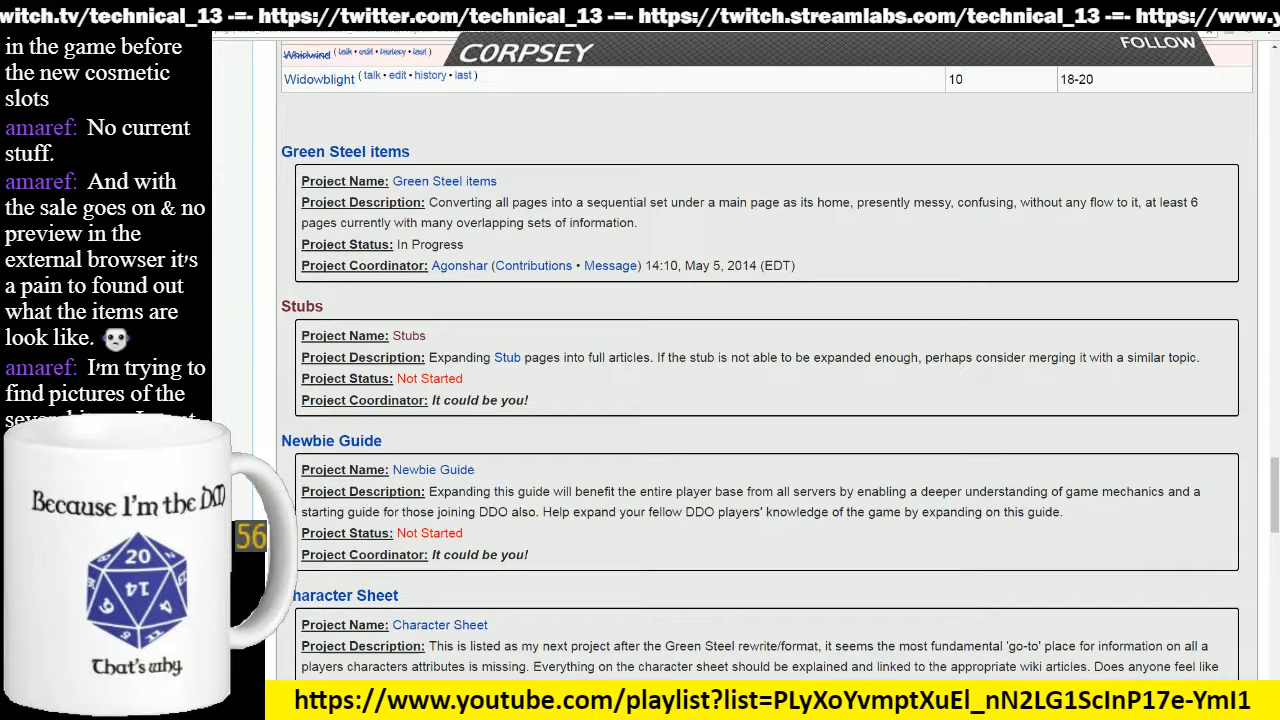 witch.tv/technical_13 -=- https://twitter.com/technical_13 -=- https://twitch.streamlabs.com/technical_13 -=- https://www.y
in the game before
the new cosmetic
slots
amaref: No current
stuff.
amaref: And with
the sale goes on & no
preview in the
external browser it's
a pain to found out
what the items are
look like.
amaref: I'm trying to
find pictures of the
CORPSEY
FOLLOW
Whirlwind (talk • edit • history • last)
Widowblight (talk • edit • history • last) 10 18-20
Green Steel items
Project Name: Green Steel items
Project Description: Converting all pages into a sequential set under a main page as its home, presently messy, confusing, without any flow to it, at least 6
pages currently with many overlapping sets of information.
Project Status: In Progress
Project Coordinator: Agonshar (Contributions • Message) 14:10, May 5, 2014 (EDT)
Stubs
Project Name: Stubs
Project Description: Expanding Stub pages into full articles. If the stub is not able to be expanded enough, perhaps consider merging it with a similar topic.
Project Status: Not Started
Project Coordinator: It could be you!
Newbie Guide
Project Name: Newbie Guide
Project Description: Expanding this guide will benefit the entire player base from all servers by enabling a deeper understanding of game mechanics and a
starting guide for those joining DDO also. Help expand your fellow DDO players' knowledge of the game by expanding on this guide.
Project Status: Not Started
Project Coordinator: It could be you!
haracter Sheet
Project Name: Character Sheet
Project Description: This is listed as my next project after the Green Steel rewrite/format, it seems the most fundamental 'go-to' place for information on all a
players characters attributes is missing. Everything on the character sheet should be explained and linked to the appropriate wiki articles. Does anyone feel like
Because I'm the DM
20
14
That's why.
56
https://www.youtube.com/playlist?list=PLyXoYvmptXuEl_nN2LG1ScInP17e-YmI1